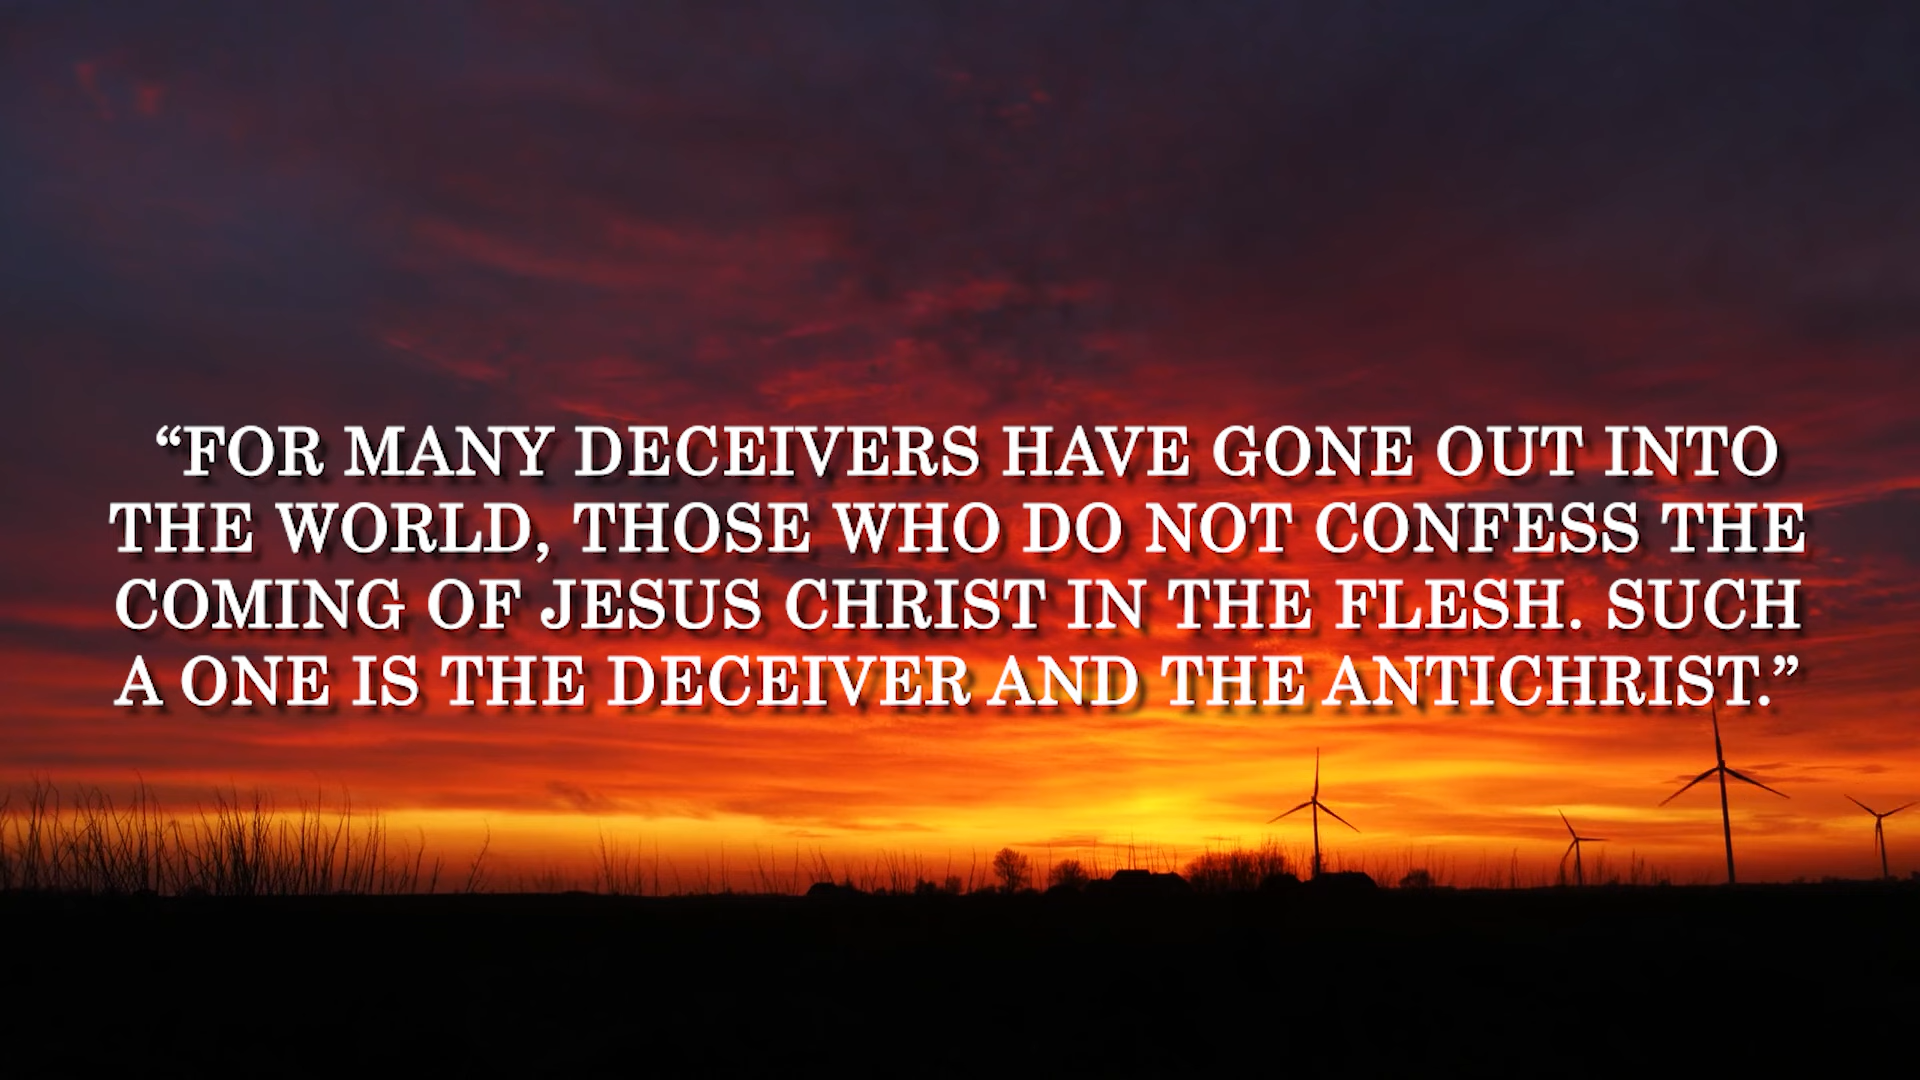 “FOR MANY DECEIVERS HAVE GONE OUT INTO
THE WORLD, THOSE WHO DO NOT CONFESS THE
COMING OF JESUS CHRIST IN THE FLESH. SUCH
A ONE IS THE DECEIVER AND THE ANTICHRIST.”